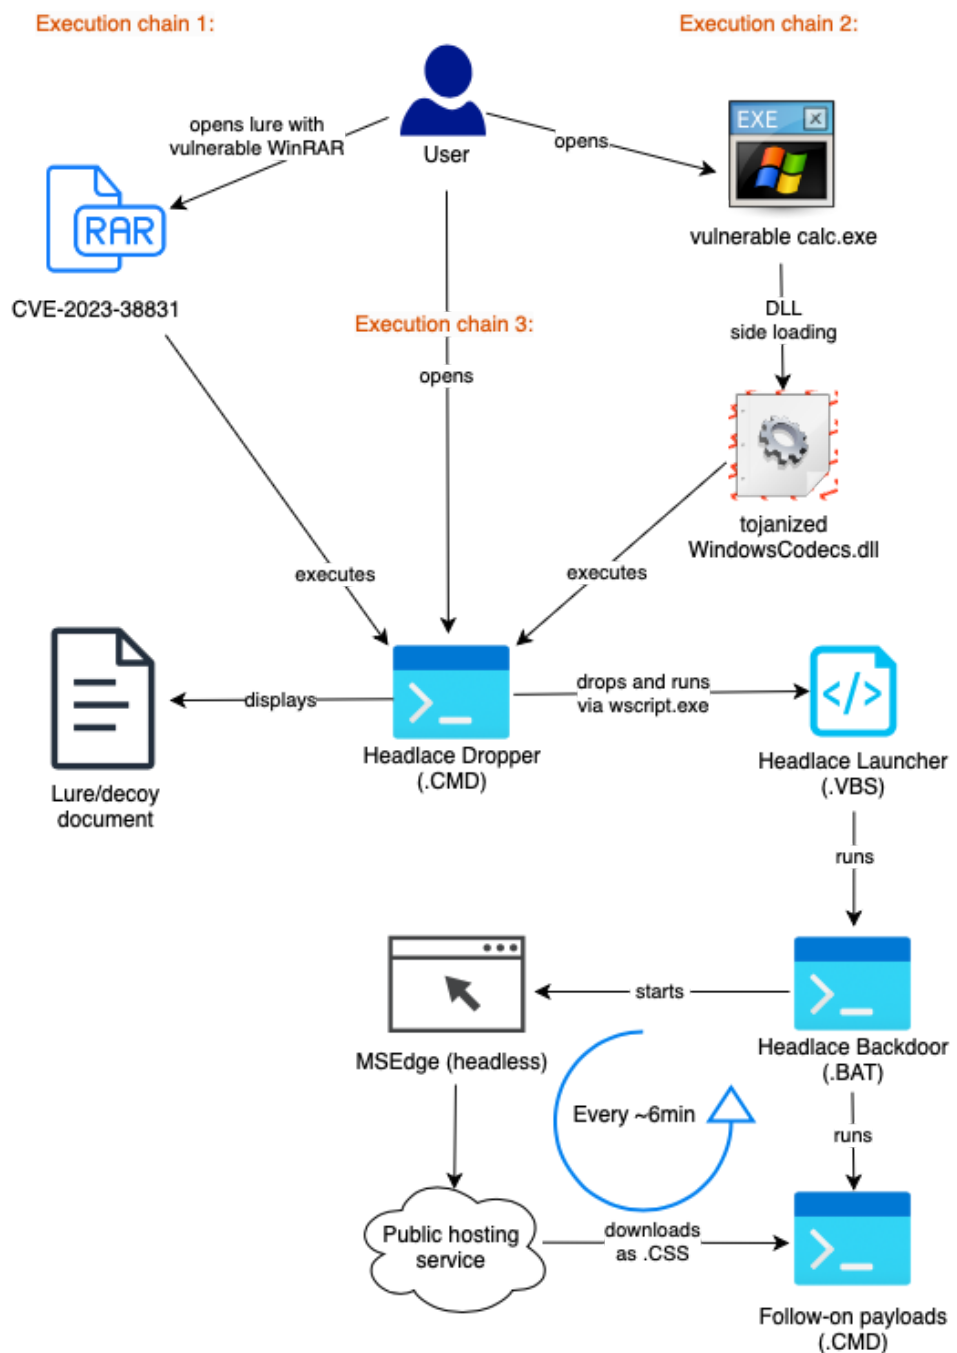 Execution chain 1:
Execution chain 2:
opens lure with
vulnerable WinRAR
User
opens
EXE
RAR
vulnerable calc.exe
CVE-2023-38831
DLL
side loading
Execution chain 3:
opens
tojanized
WindowsCodecs.dll
executes
executes
displays
drops and runs
via wscript.exe
Headlace Dropper
(.CMD)
Headlace Launcher
(.VBS)
Lure/decoy
document
runs
starts
MSEdge (headless)
Headlace Backdoor
(.BAT)
Every ~6min
runs
Public hosting
service
downloads
as .CSS
Follow-on payloads
(.CMD)